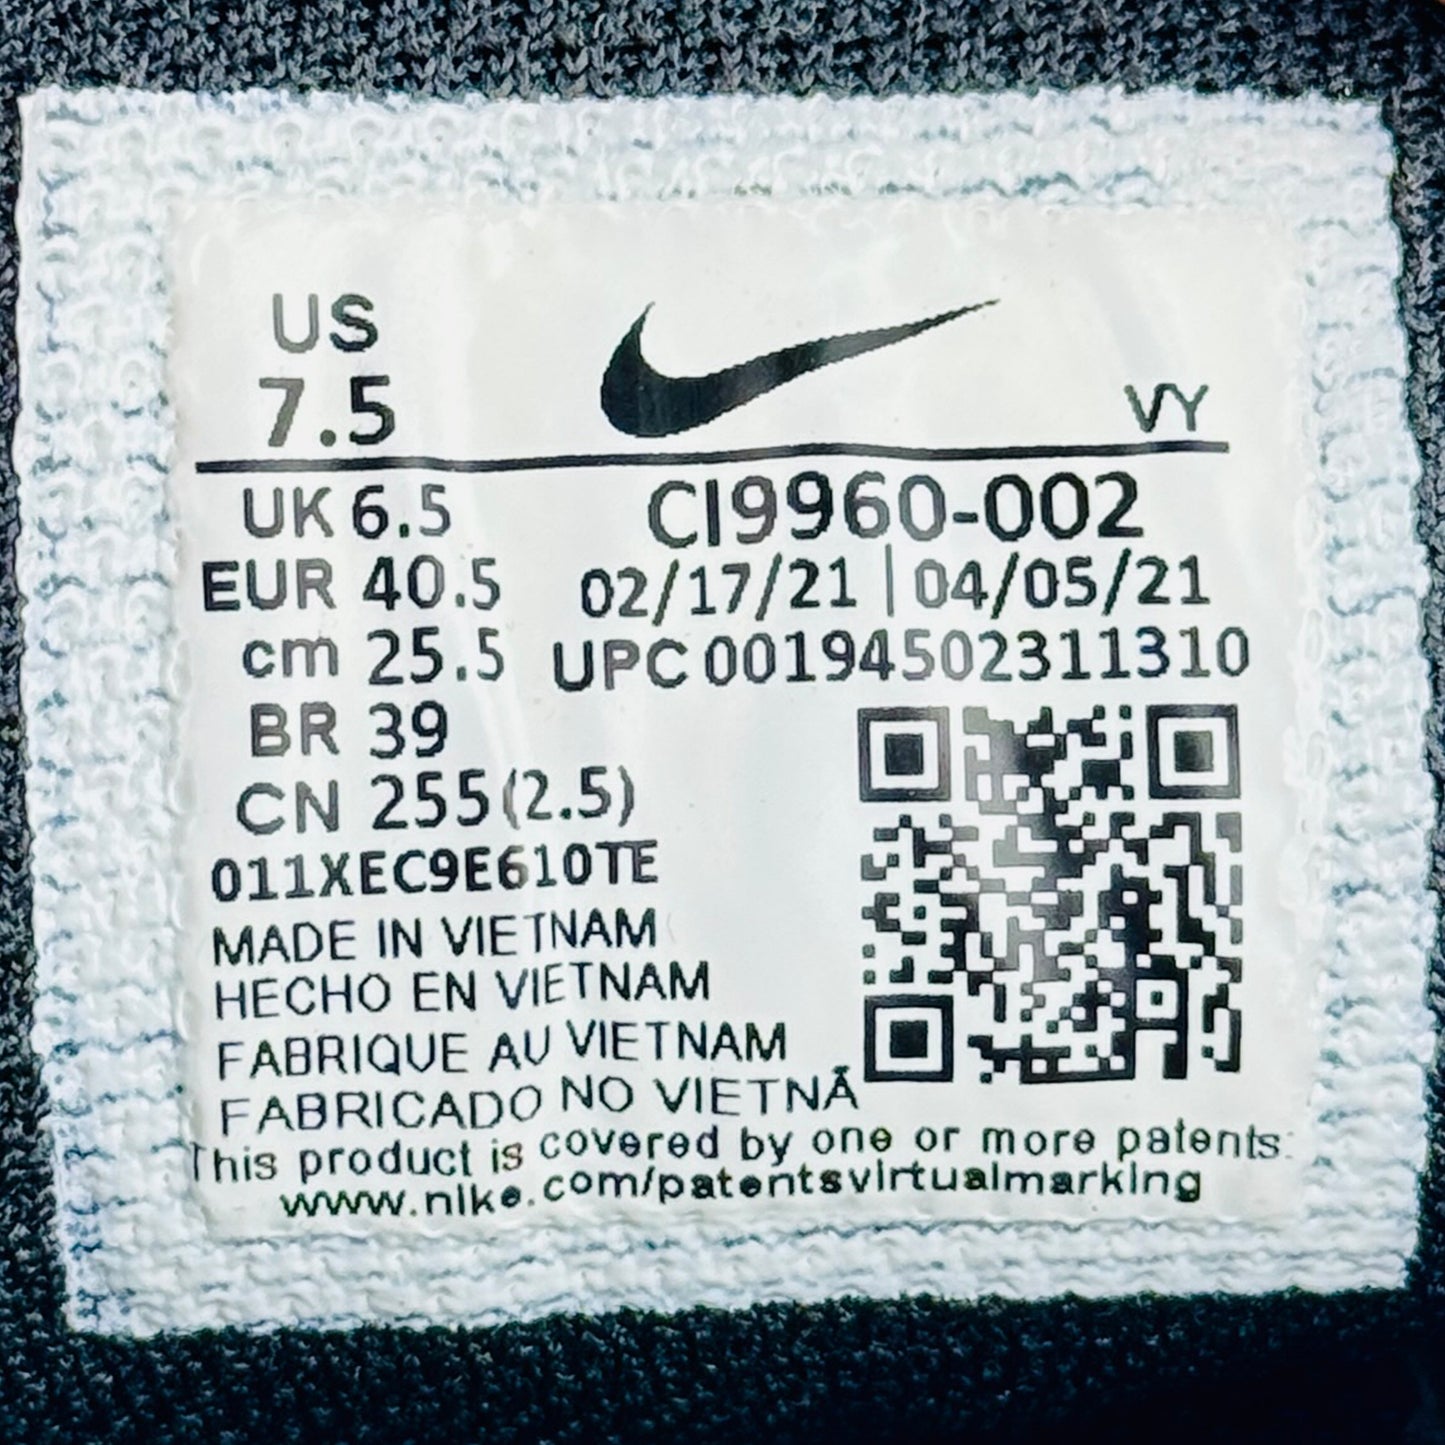 US
7.5
VY
UK 6.5
CI9960-002
EUR 40.5
02/17/21 | 04/05/21
cm 25.5
UPC 00194502311310
BR 39
CN 255(2.5)
011XEC9E610TE
MADE IN VIETNAM
HECHO EN VIETNAM
FABRIQUE AU VIETNAM
FABRICADO NO VIETNÃ
This product is covered by one or more patents.
www.nike.com/patentsvirtualmarking